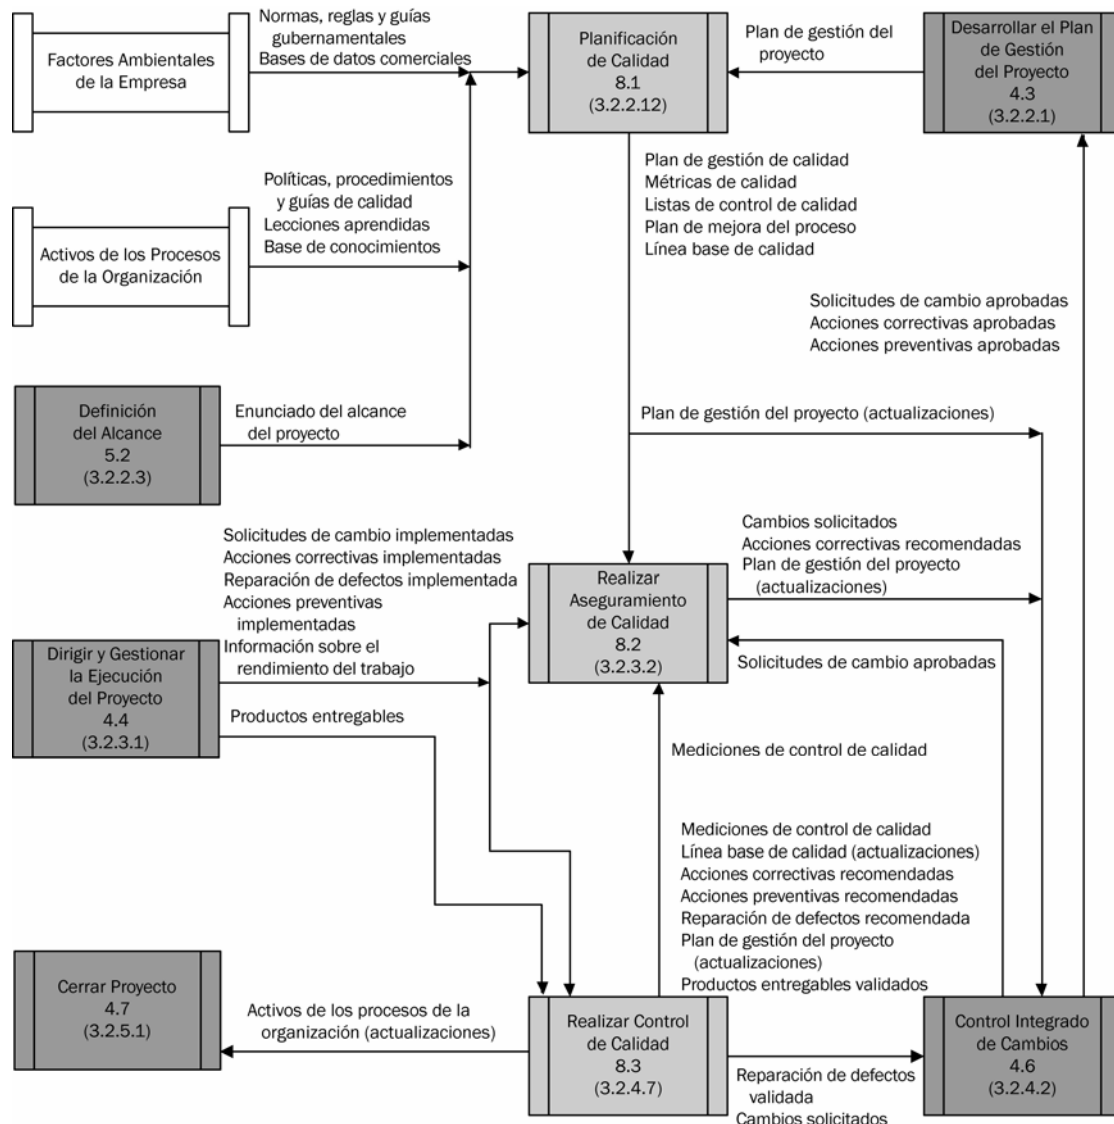 Factores Ambientales
de la Empresa
Normas, reglas y guías
gubernamentales
Bases de datos comerciales
Planificación
de Calidad
8.1
(3.2.2.12)
Plan de gestión del
proyecto
Desarrollar el Plan
de Gestión
del Proyecto
4.3
(3.2.2.1)
Activos de los Procesos
de la Organización
Políticas, procedimientos
y guías de calidad
Lecciones aprendidas
Base de conocimientos
Plan de gestión de calidad
Métricas de calidad
Listas de control de calidad
Plan de mejora del proceso
Línea base de calidad
Solicitudes de cambio aprobadas
Acciones correctivas aprobadas
Acciones preventivas aprobadas
Definición
del Alcance
5.2
(3.2.2.3)
Enunciado del alcance
del proyecto
Plan de gestión del proyecto (actualizaciones)
Solicitudes de cambio implementadas
Acciones correctivas implementadas
Reparación de defectos implementada
Acciones preventivas
implementadas
Información sobre el
rendimiento del trabajo
Realizar
Aseguramiento
de Calidad
8.2
(3.2.3.2)
Cambios solicitados
Acciones correctivas recomendadas
Plan de gestión del proyecto
(actualizaciones)
Solicitudes de cambio aprobadas
Dirigir y Gestionar
la Ejecución
del Proyecto
4.4
(3.2.3.1)
Productos entregables
Mediciones de control de calidad
Mediciones de control de calidad
Línea base de calidad (actualizaciones)
Acciones correctivas recomendadas
Acciones preventivas recomendadas
Reparación de defectos recomendada
Plan de gestión del proyecto
(actualizaciones)
Productos entregables validados
Cerrar Proyecto
4.7
(3.2.5.1)
Activos de los procesos de la
organización (actualizaciones)
Realizar Control
de Calidad
8.3
(3.2.4.7)
Reparación de defectos
validada
Cambios solicitados
Control Integrado
de Cambios
4.6
(3.2.4.2)